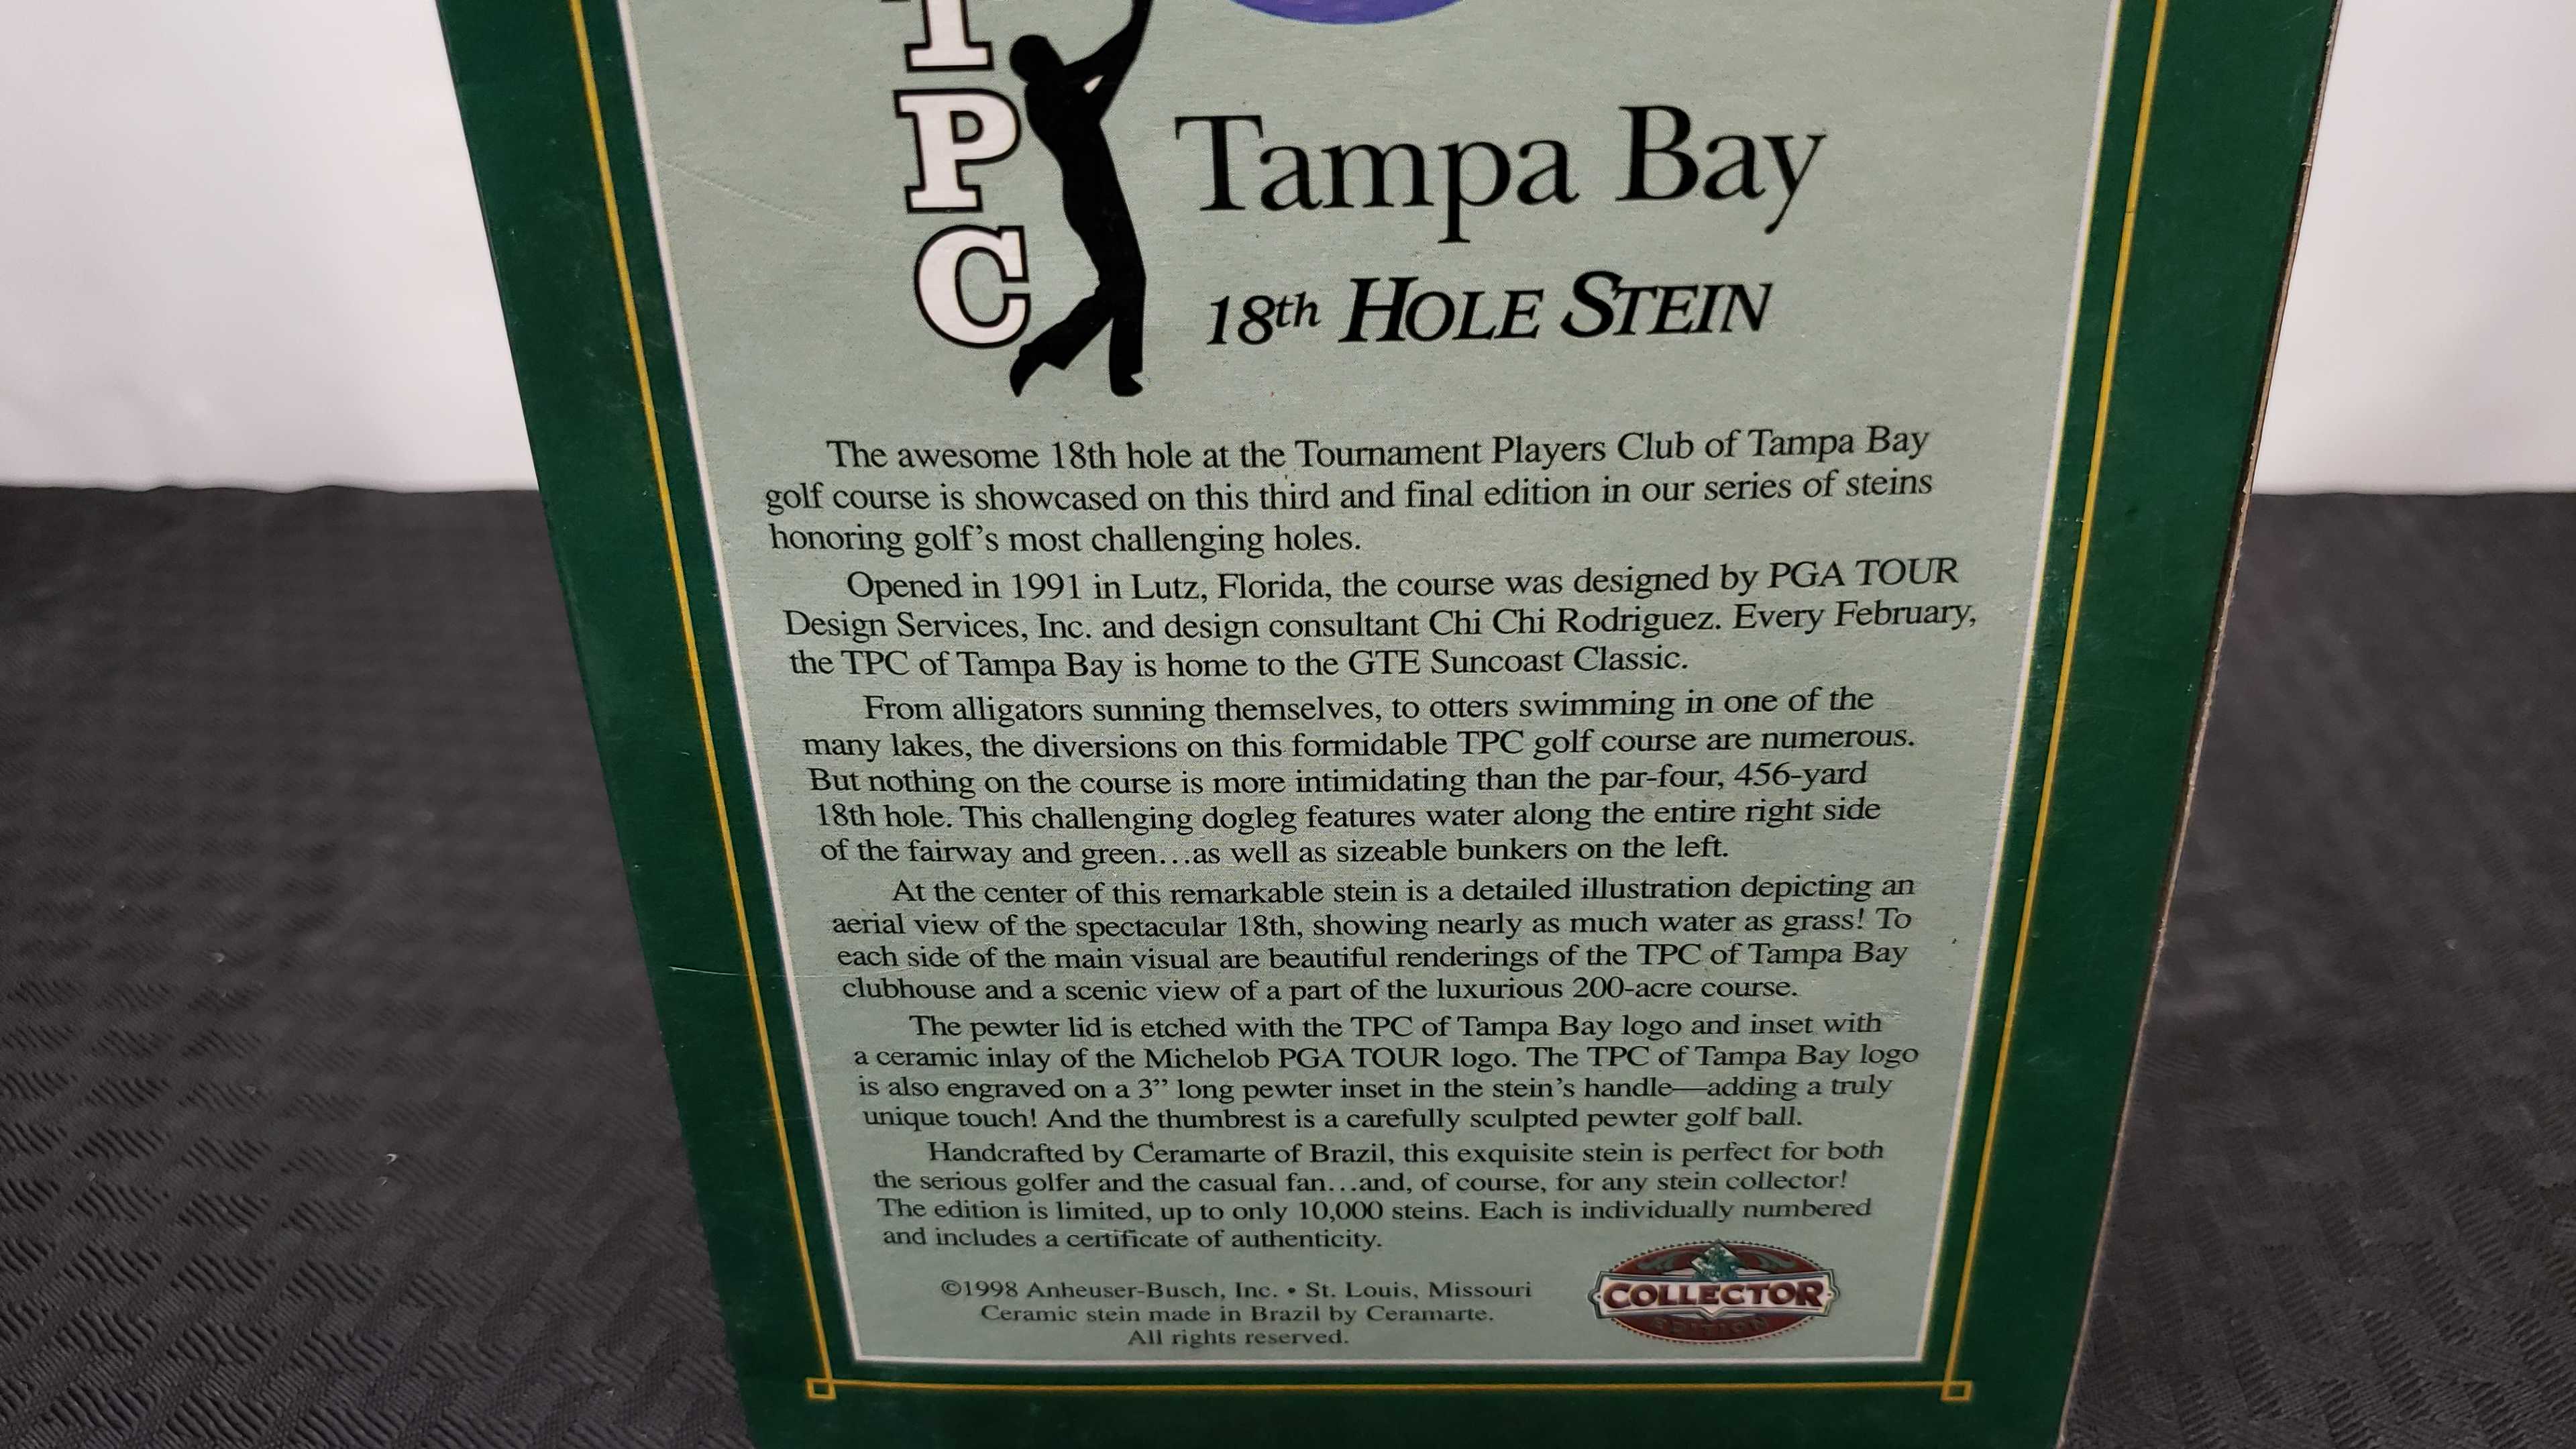 TPC
Tampa Bay
18th HOLE STEIN
The awesome 18th hole at the Tournament Players Club of Tampa Bay
golf course is showcased on this third and final edition in our series of steins
honoring golf's most challenging holes.
Opened in 1991 in Lutz, Florida, the course was designed by PGA TOUR
Design Services, Inc. and design consultant Chi Chi Rodriguez. Every February,
the TPC of Tampa Bay is home to the GTE Suncoast Classic.
From alligators sunning themselves, to otters swimming in one of the
many lakes, the diversions on this formidable TPC golf course are numerous.
But nothing on the course is more intimidating than the par-four, 456-yard
18th hole. This challenging dogleg features water along the entire right side
of the fairway and green…as well as sizeable bunkers on the left.
At the center of this remarkable stein is a detailed illustration depicting an
aerial view of the spectacular 18th, showing nearly as much water as grass! To
each side of the main visual are beautiful renderings of the TPC of Tampa Bay
clubhouse and a scenic view of a part of the luxurious 200-acre course.
The pewter lid is etched with the TPC of Tampa Bay logo and inset with
a ceramic inlay of the Michelob PGA TOUR logo. The TPC of Tampa Bay logo
is also engraved on a 3” long pewter inset in the stein's handle—adding a truly
unique touch! And the thumbrest is a carefully sculpted pewter golf ball.
Handcrafted by Ceramarte of Brazil, this exquisite stein is perfect for both
the serious golfer and the casual fan…and, of course, for any stein collector!
The edition is limited, up to only 10,000 steins. Each is individually numbered
and includes a certificate of authenticity.
©1998 Anheuser-Busch, Inc. • St. Louis, Missouri
Ceramic stein made in Brazil by Ceramarte.
All rights reserved.
COLLECTOR
EDITION